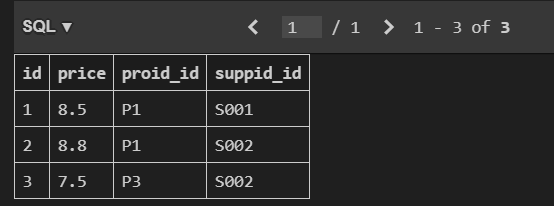 SQL ▼ < 1 / 1 > 1 - 3 of 3
id price proid_id suppid_id
1 8.5 P1 S001
2 8.8 P1 S002
3 7.5 P3 S002